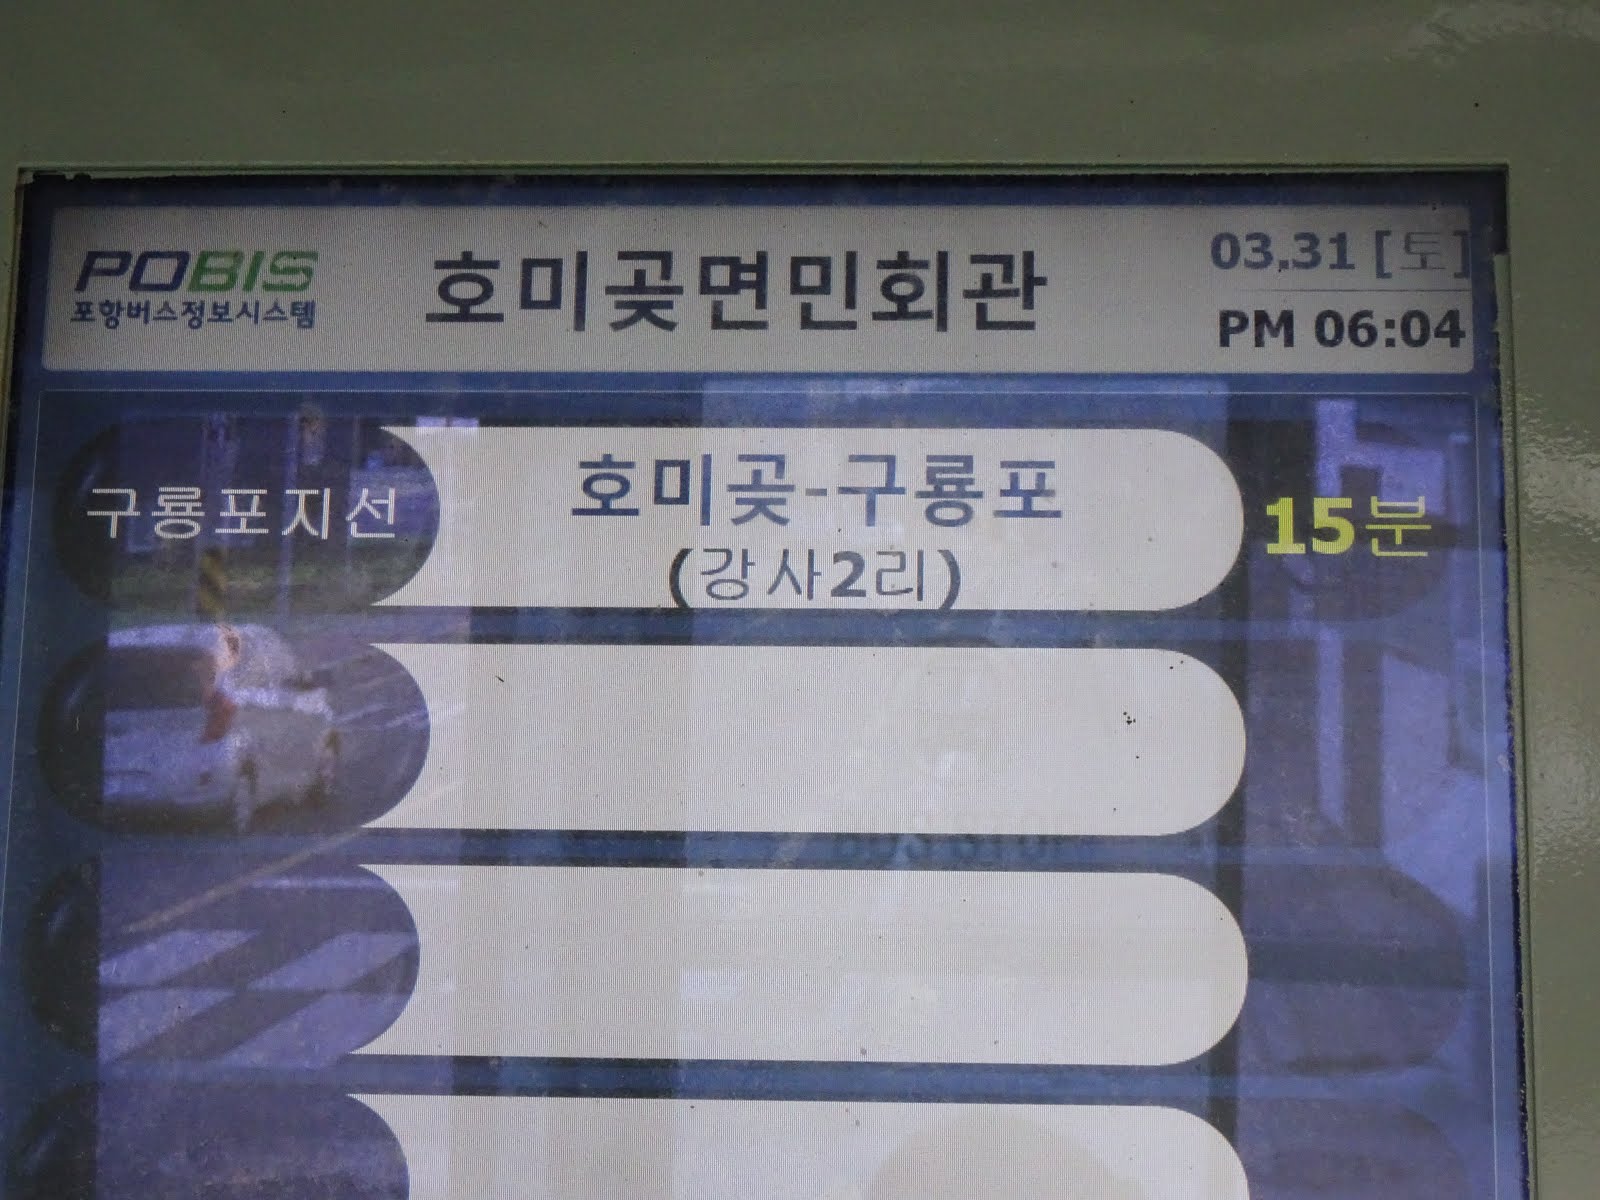 POBIS
포항버스정보시스템
호미곶면민회관
03.31 [토]
PM 06:04
구룡포지선
호미곶-구룡포
(강사2리)
15분